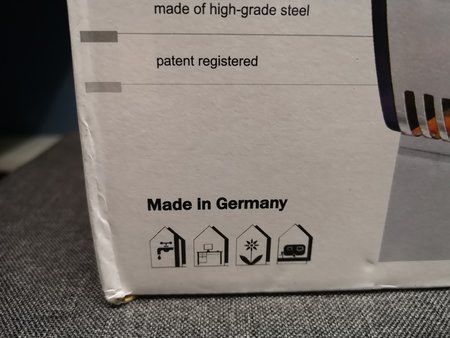 made of high-grade steel
patent registered
Made In Germany